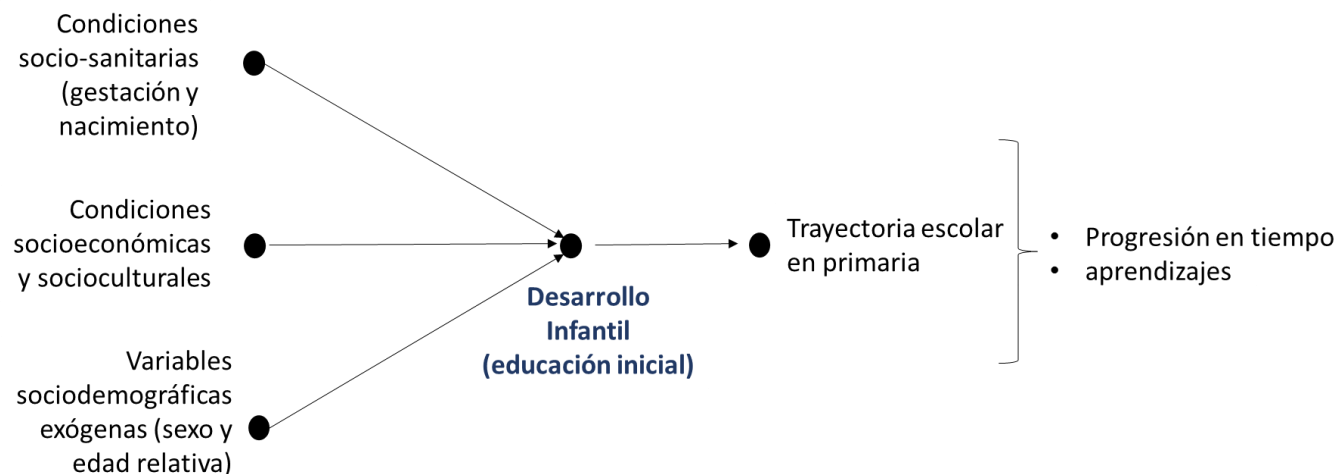 Condiciones
socio-sanitarias
(gestación y
nacimiento)
Condiciones
socioeconómicas
y socioculturales
Variables
sociodemográficas
exógenas (sexo y
edad relativa)
Desarrollo
Infantil
(educación inicial)
Trayectoria escolar
en primaria
• Progresión en tiempo
• aprendizajes